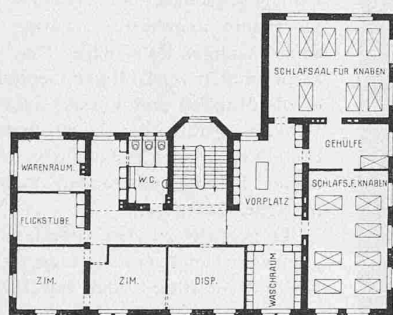 SCHLAFSAAL FÜR KNABEN
GEHÜLFE
WARENRAUM.
W.C.
SCHLAFS. F. KNABEN
VORPLATZ
FLICKSTUBE
ZIM.
ZIM.
DISP.
WASCHRAUM